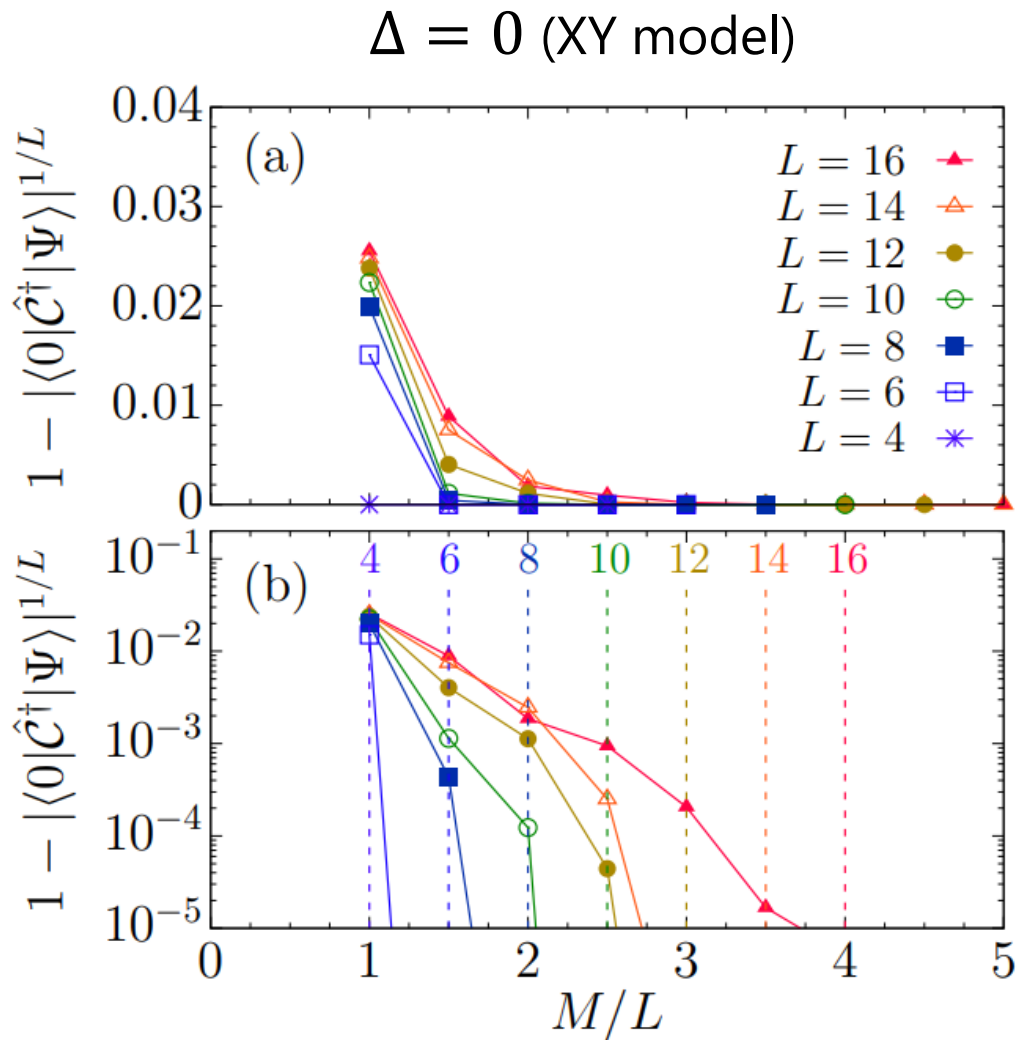 Δ = 0 (XY model)
0.04
0.03
0.02
0.01
0
1 − |⟨0|𝒞̂†|Ψ⟩|^{1/L}
(a)
L = 16
L = 14
L = 12
L = 10
L = 8
L = 6
L = 4
10^{-1}
10^{-2}
10^{-3}
10^{-4}
10^{-5}
1 − |⟨0|𝒞̂†|Ψ⟩|^{1/L}
(b)
4 6 8 10 12 14 16
0 1 2 3 4 5
M/L